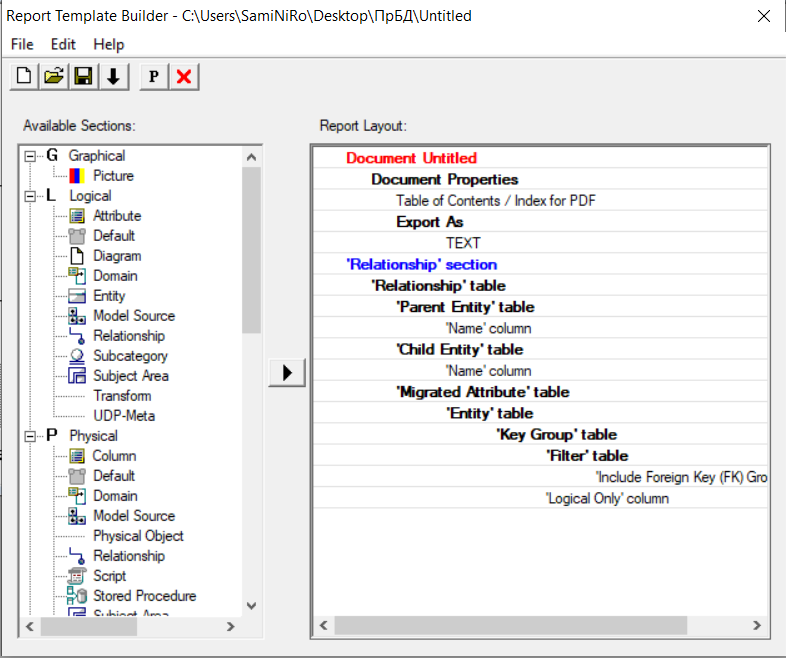 Report Template Builder - C:\Users\SamiNiRo\Desktop\ПрБД\Untitled
File Edit Help
P
Available Sections:
G Graphical
Picture
L Logical
Attribute
Default
Diagram
Domain
Entity
Model Source
Relationship
Subcategory
Subject Area
Transform
UDP-Meta
P Physical
Column
Default
Domain
Model Source
Physical Object
Relationship
Script
Stored Procedure
Subject Area
Report Layout:
Document Untitled
Document Properties
Table of Contents / Index for PDF
Export As
TEXT
'Relationship' section
'Relationship' table
'Parent Entity' table
'Name' column
'Child Entity' table
'Name' column
'Migrated Attribute' table
'Entity' table
'Key Group' table
'Filter' table
'Include Foreign Key (FK) Gro
'Logical Only' column